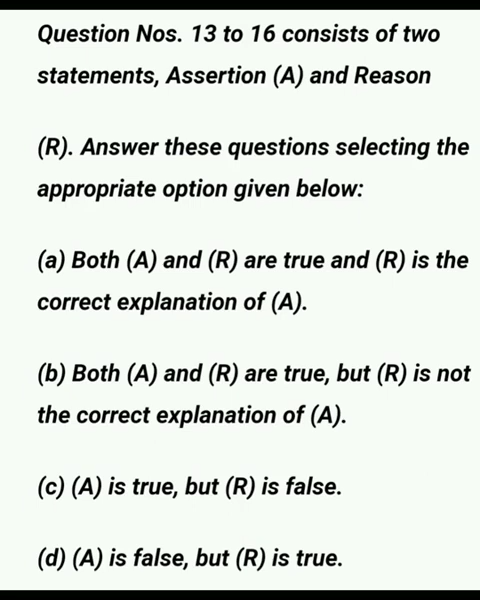 Question Nos. 13 to 16 consists of two
statements, Assertion (A) and Reason
(R). Answer these questions selecting the
appropriate option given below:
(a) Both (A) and (R) are true and (R) is the
correct explanation of (A).
(b) Both (A) and (R) are true, but (R) is not
the correct explanation of (A).
(c) (A) is true, but (R) is false.
(d) (A) is false, but (R) is true.